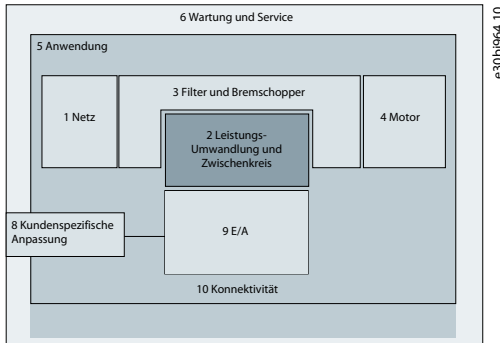 6 Wartung und Service
5 Anwendung
3 Filter und Bremschopper
1 Netz
4 Motor
2 Leistungs-
Umwandlung und
Zwischenkreis
8 Kundenspezifische
Anpassung
9 E/A
10 Konnektivität
e30bj964.10